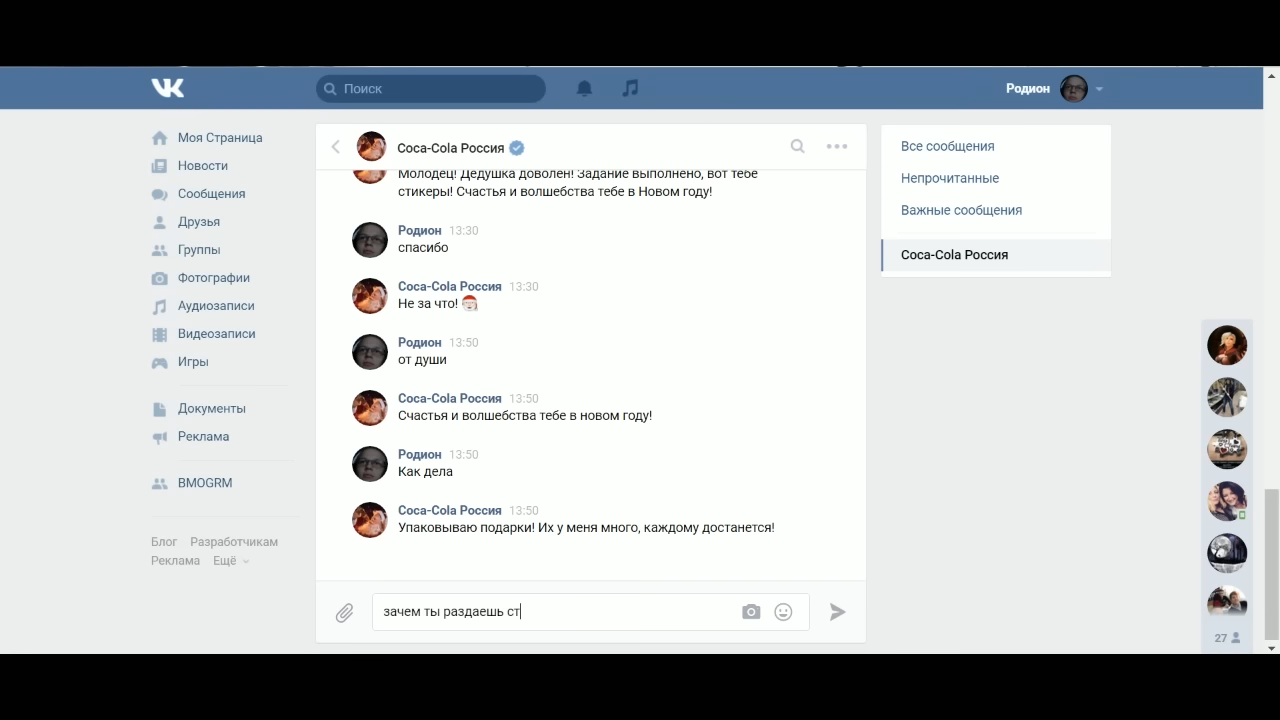 Поиск
Родион
Моя Страница
Новости
Сообщения
Друзья
Группы
Фотографии
Аудиозаписи
Видеозаписи
Игры
Документы
Реклама
BMOGRM
Блог Разработчикам
Реклама Ещё
Coca-Cola Россия
Молодец! Дедушка доволен! Задание выполнено, вот тебе
стикеры! Счастья и волшебства тебе в Новом году!
Родион 13:30
спасибо
Coca-Cola Россия 13:30
Не за что!
Родион 13:50
от души
Coca-Cola Россия 13:50
Счастья и волшебства тебе в новом году!
Родион 13:50
Как дела
Coca-Cola Россия 13:50
Упаковываю подарки! Их у меня много, каждому достанется!
зачем ты раздаешь ст
Все сообщения
Непрочитанные
Важные сообщения
Coca-Cola Россия
27